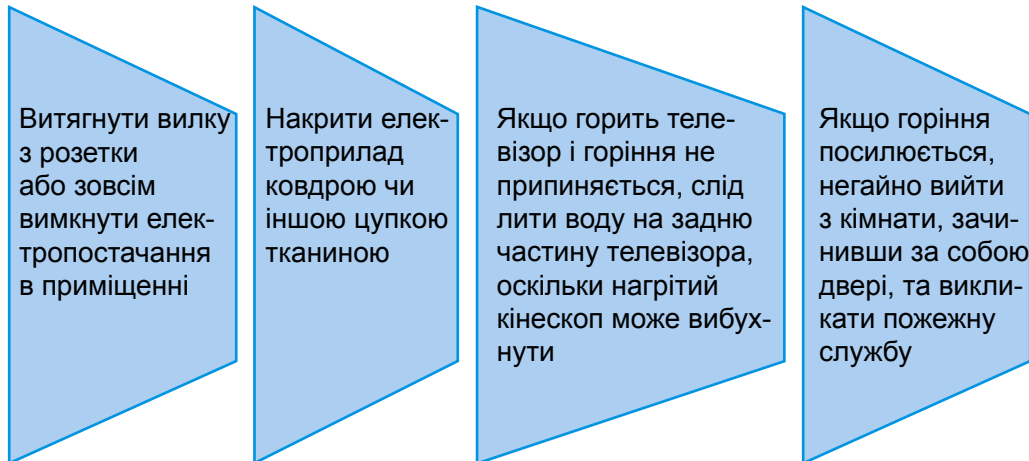 Витягнути вилку
з розетки
або зовсім
вимкнути елек-
тропостачання
в приміщенні
Накрити елек-
троприлад
ковдрою чи
іншою цупкою
тканиною
Якщо горить теле-
візор і горіння не
припиняється, слід
лити воду на задню
частину телевізора,
оскільки нагрітий
кінескоп може вибух-
нути
Якщо горіння
посилюється,
негайно вийти
з кімнати, зачи-
нивши за собою
двері, та викли-
кати пожежну
службу